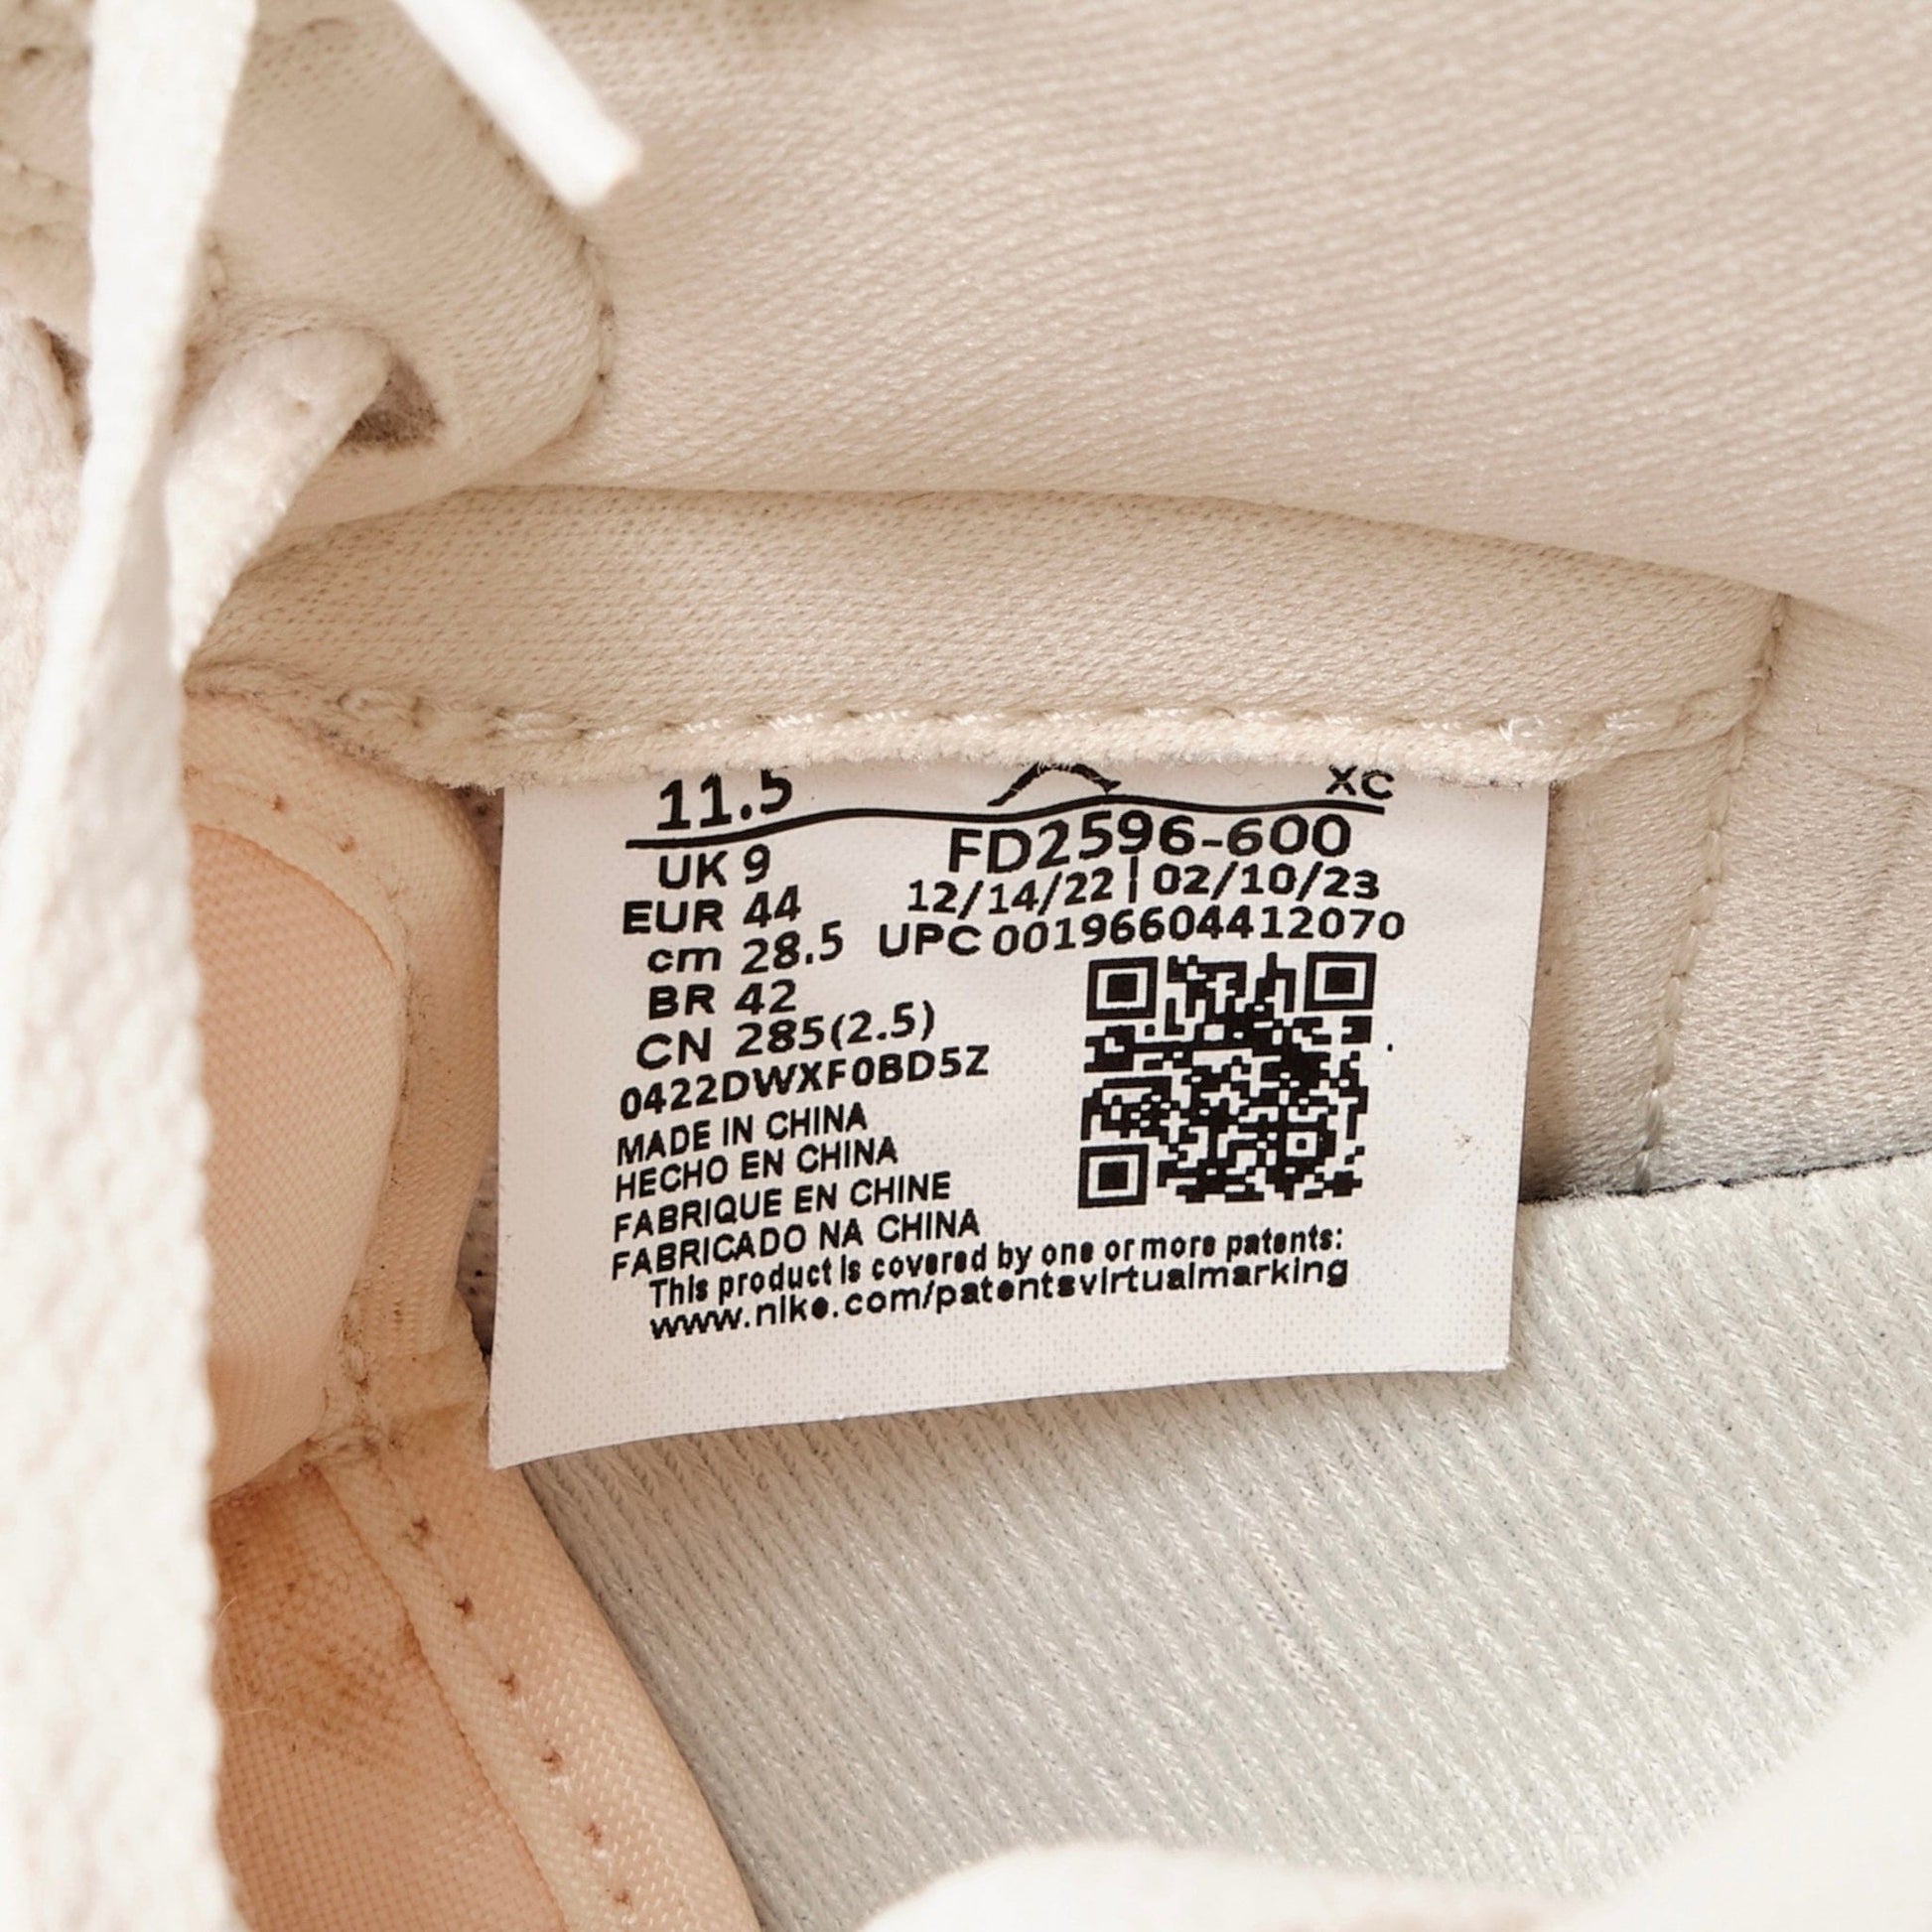 11.5 XC
UK 9 FD2596-600
EUR 44 12/14/22 | 02/10/23
cm 28.5 UPC 00196604412070
BR 42
CN 285(2.5)
0422DWXF0BD5Z
MADE IN CHINA
HECHO EN CHINA
FABRIQUE EN CHINE
FABRICADO NA CHINA
This product is covered by one or more patents:
www.nike.com/patentsvirtualmarking